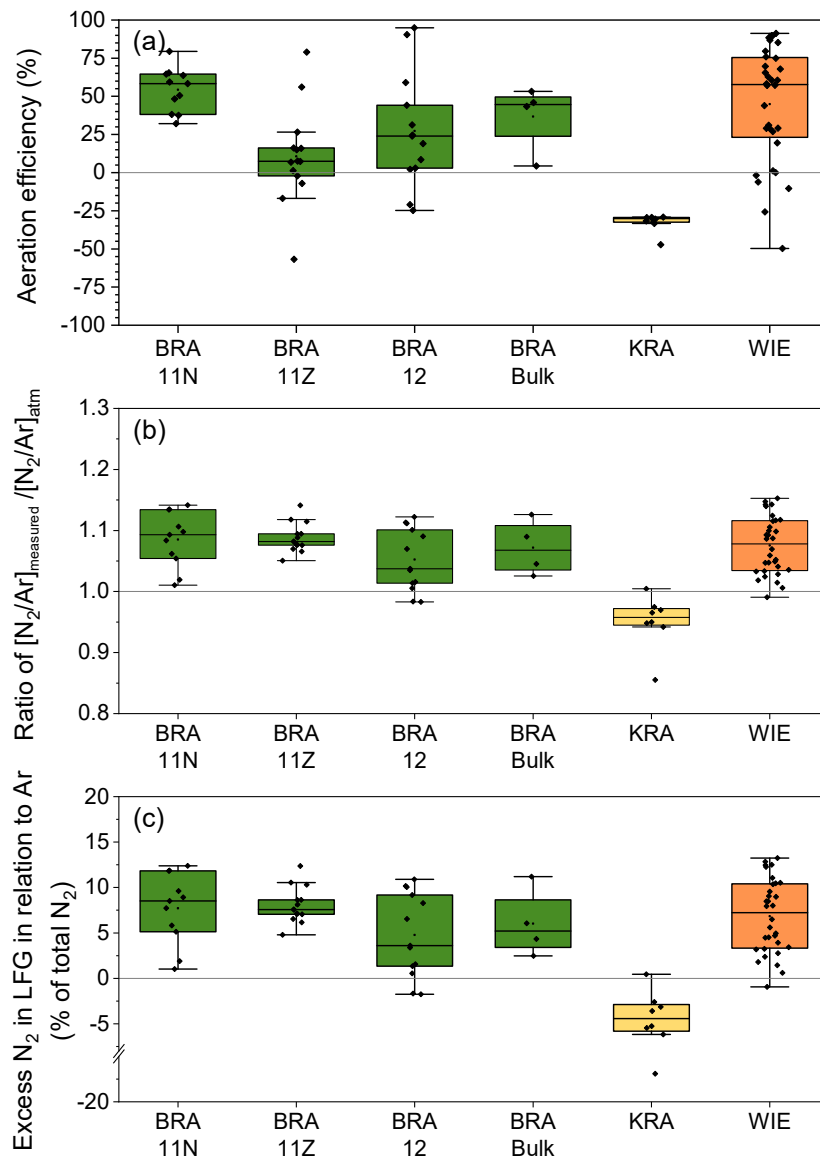 (a)
Aeration efficiency (%)
100
75
50
25
0
-25
-50
-75
-100
BRA BRA BRA BRA KRA WIE
11N 11Z 12 Bulk
(b)
Ratio of [N₂/Ar]measured /[N₂/Ar]atm
1.3
1.2
1.1
1.0
0.9
0.8
BRA BRA BRA BRA KRA WIE
11N 11Z 12 Bulk
(c)
Excess N₂ in LFG in relation to Ar
(% of total N₂)
20
15
10
5
0
-5
-20
BRA BRA BRA BRA KRA WIE
11N 11Z 12 Bulk